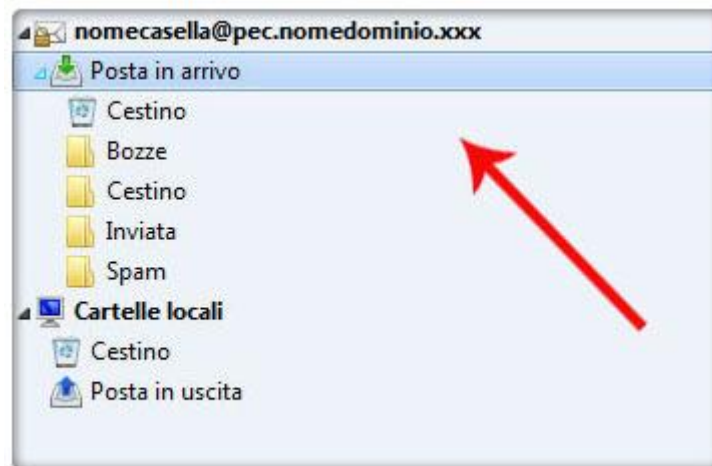 nomecasella@pec.nomedominio.xxx
Posta in arrivo
Cestino
Bozze
Cestino
Inviata
Spam
Cartelle locali
Cestino
Posta in uscita